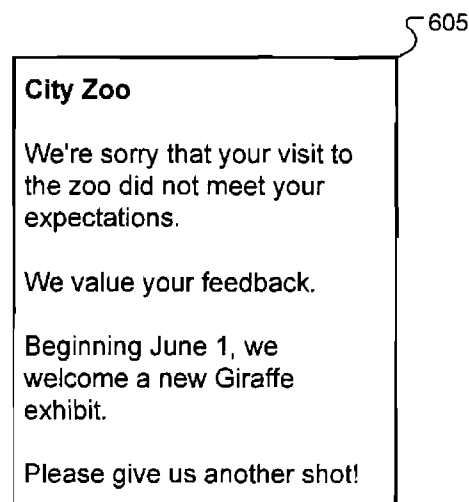 605
City Zoo
We're sorry that your visit to
the zoo did not meet your
expectations.
We value your feedback.
Beginning June 1, we
welcome a new Giraffe
exhibit.
Please give us another shot!